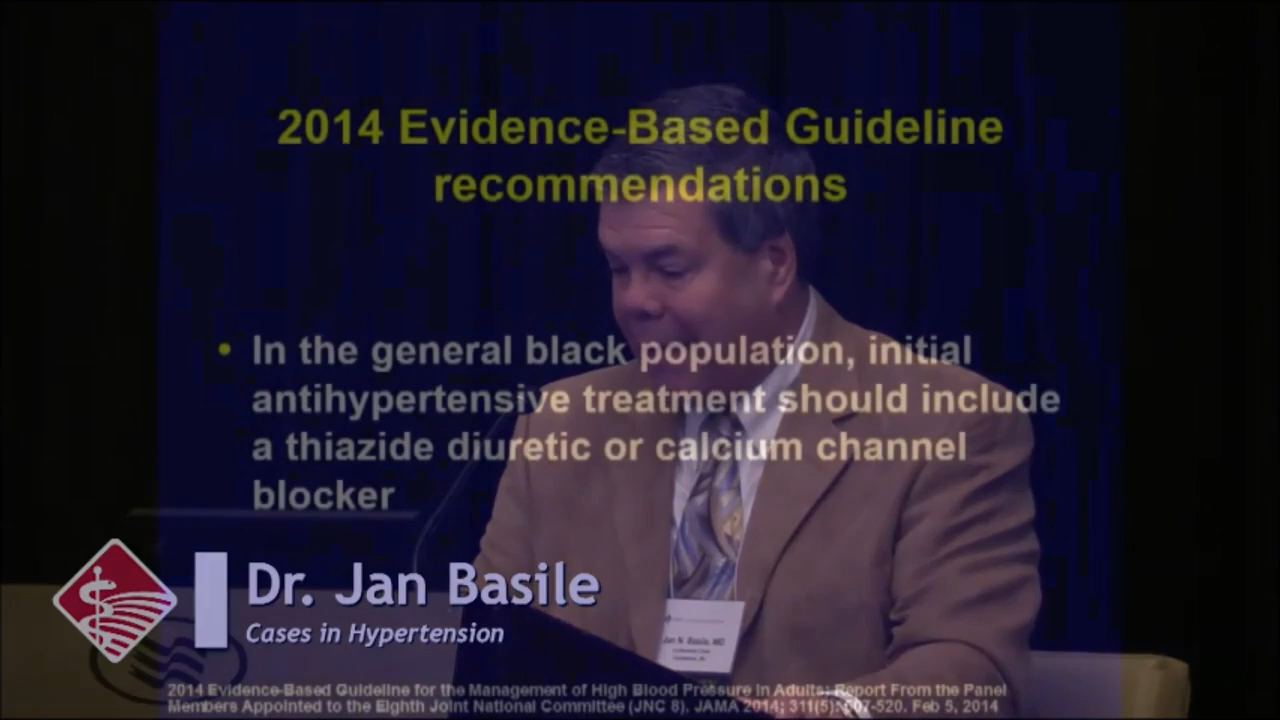 2014 Evidence-Based Guideline
recommendations
• In the general black population, initial
antihypertensive treatment should include
a thiazide diuretic or calcium channel
blocker
Dr. Jan Basile
Cases in Hypertension
Jan N. Basile, MD
2014 Evidence-Based Guideline for the Management of High Blood Pressure in Adults: Report From the Panel
Members Appointed to the Eighth Joint National Committee (JNC 8). JAMA 2014; 311(5): 507-520. Feb 5, 2014